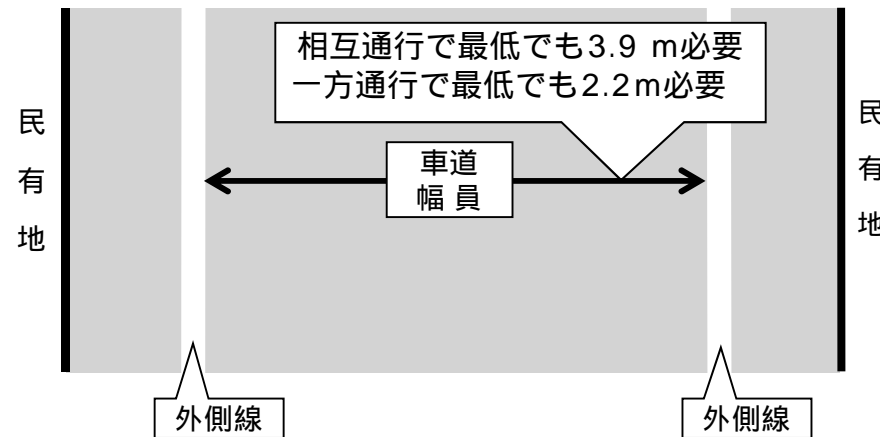 相互通行で最低でも3.9 m必要
一方通行で最低でも2.2m必要
民
有
地
車道
幅 員
民
有
地
外側線
外側線